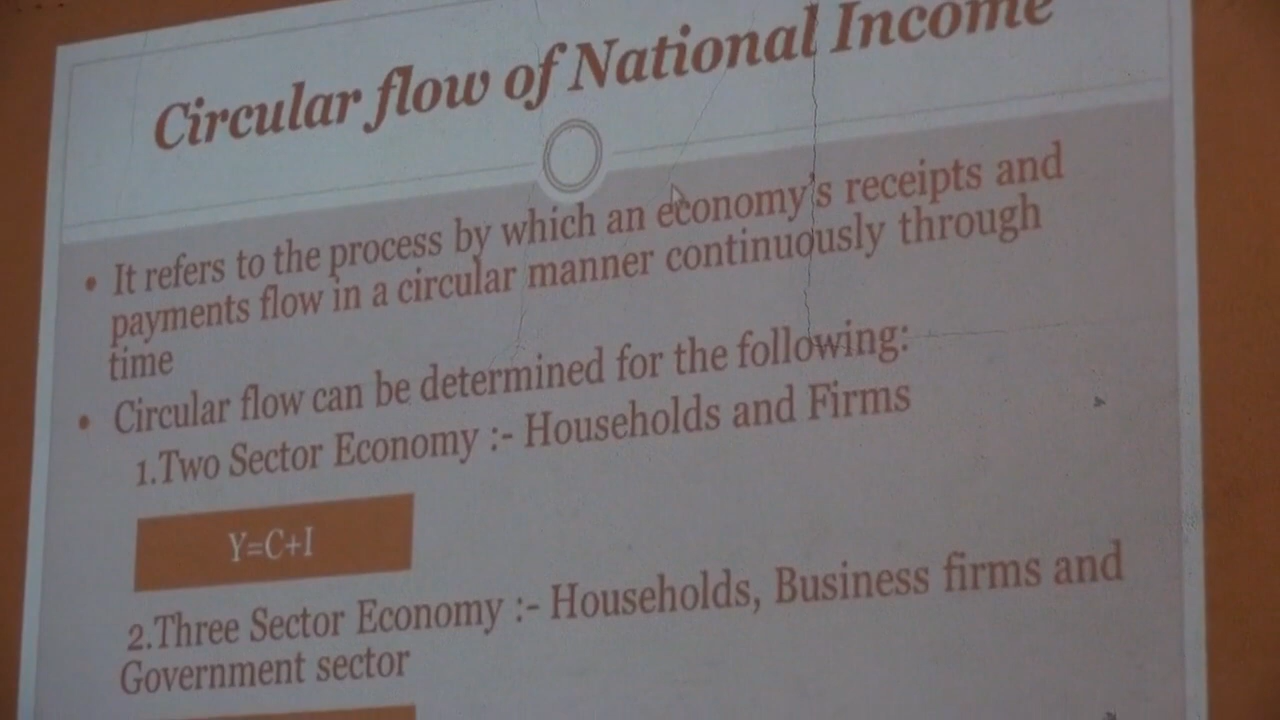 Circular flow of National Income
• It refers to the process by which an economy's receipts and
payments flow in a circular manner continuously through
time
• Circular flow can be determined for the following:
1.Two Sector Economy :- Households and Firms
Y=C+I
2.Three Sector Economy :- Households, Business firms and
Government sector